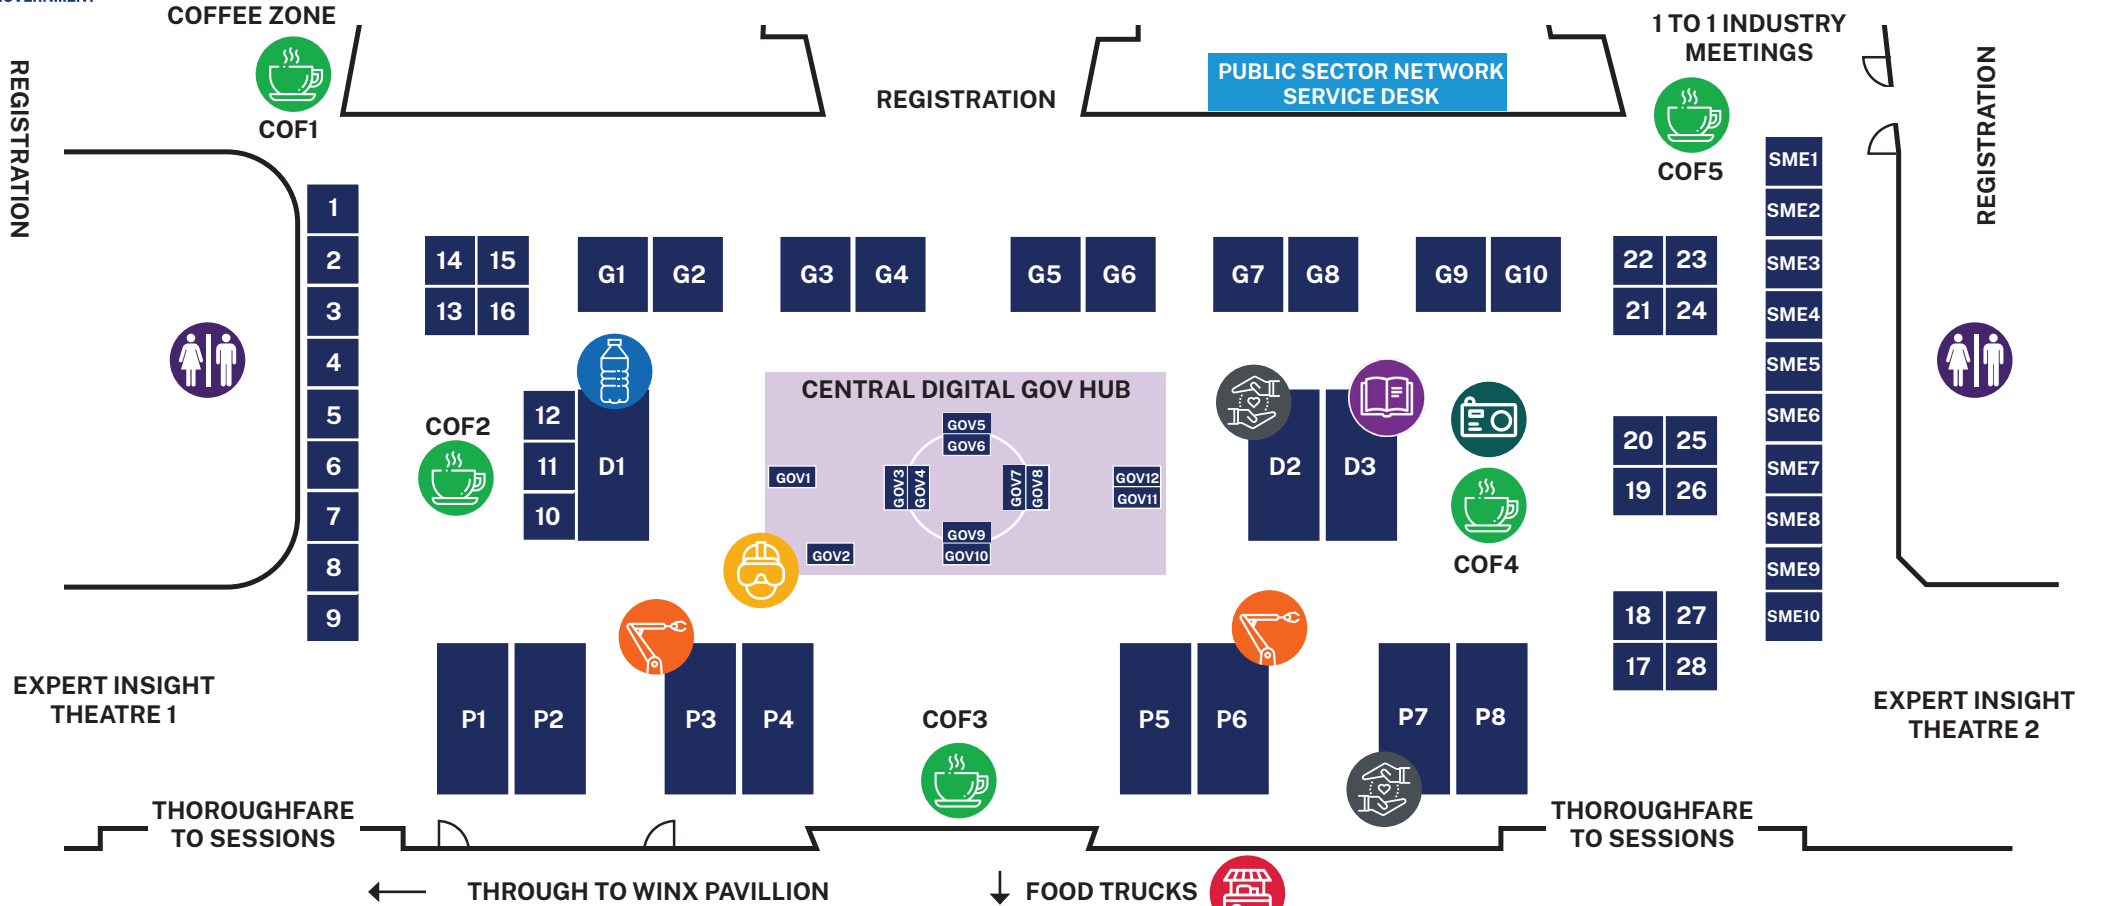 COFFEE ZONE
COF1
REGISTRATION
REGISTRATION
PUBLIC SECTOR NETWORK
SERVICE DESK
1 TO 1 INDUSTRY
MEETINGS
COF5
REGISTRATION
1
2
3
4
5
6
7
8
9
14 15
13 16
G1 G2
G3 G4
G5 G6
G7 G8
G9 G10
22 23
21 24
SME1
SME2
SME3
SME4
SME5
SME6
SME7
SME8
SME9
SME10
COF2
12
11
10
D1
CENTRAL DIGITAL GOV HUB
GOV5
GOV6
GOV1
GOV3
GOV4
GOV7
GOV8
GOV12
GOV11
GOV9
GOV10
GOV2
D2 D3
COF4
20 25
19 26
18 27
17 28
EXPERT INSIGHT
THEATRE 1
P1 P2
P3 P4
COF3
P5 P6
P7 P8
EXPERT INSIGHT
THEATRE 2
THOROUGHFARE
TO SESSIONS
THOROUGHFARE
TO SESSIONS
THROUGH TO WINX PAVILLION
FOOD TRUCKS